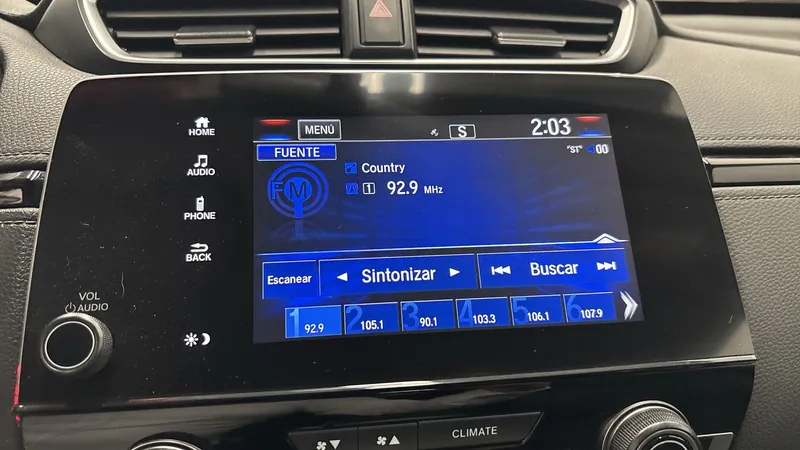 HOME
AUDIO
PHONE
BACK
VOL
AUDIO
MENÚ
S
2:03
FUENTE
"ST"
00
FM
Country
1 92.9 MHz
Escanear
Sintonizar
Buscar
1 92.9
2 105.1
3 90.1
4 103.3
5 106.1
6 107.9
CLIMATE